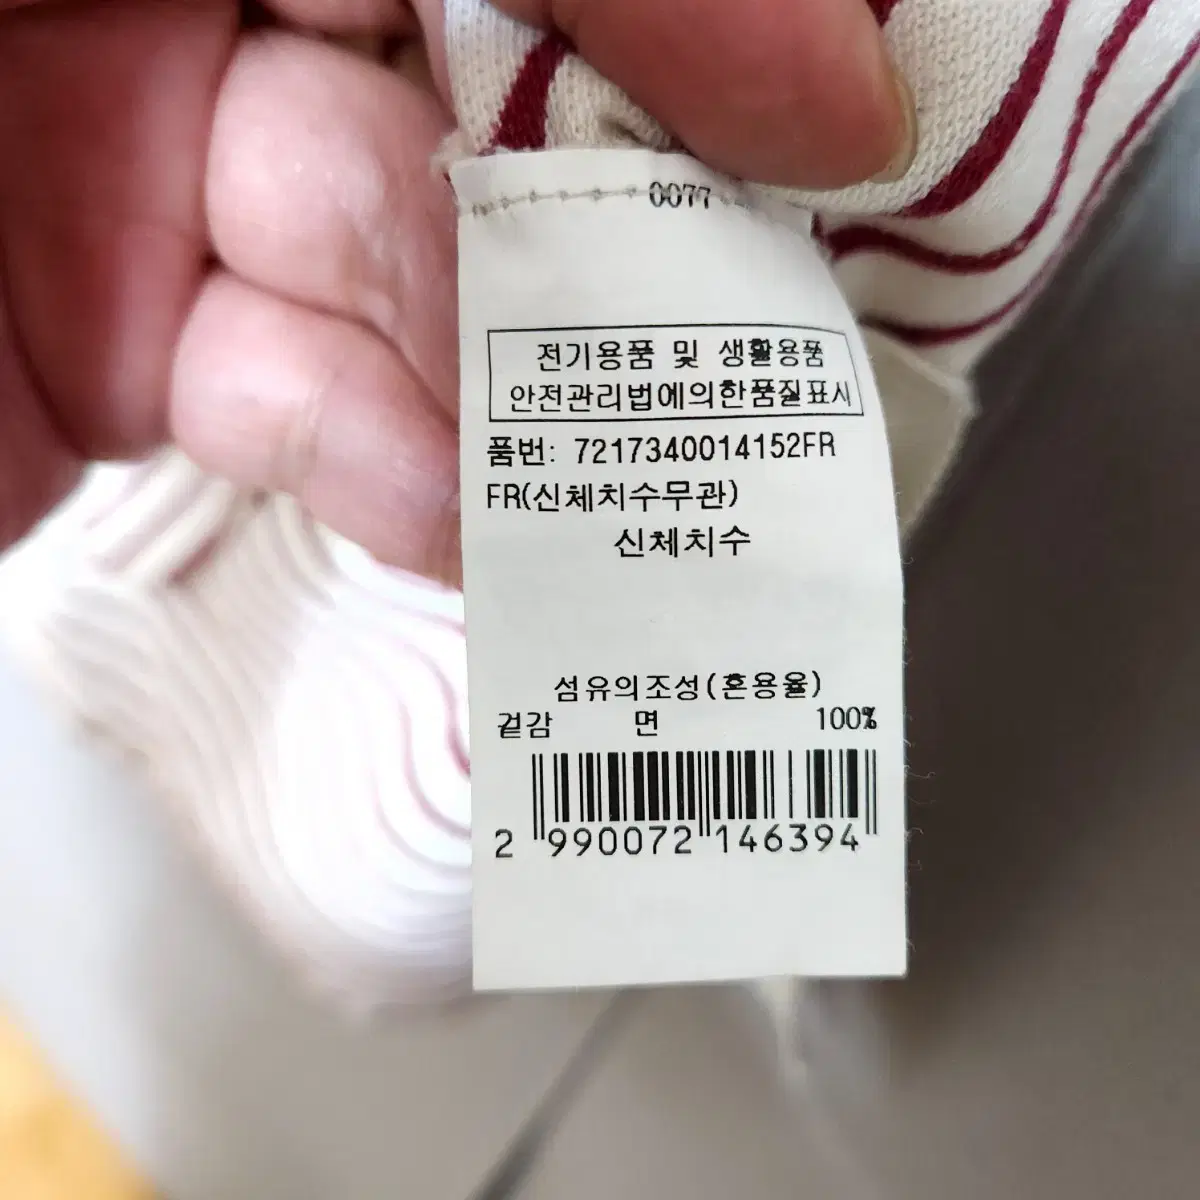 0077
전기용품 및 생활용품
안전관리법에의한품질표시
품번: 7217340014152FR
FR(신체치수무관)
신체치수
섬유의조성(혼용율)
겉감 면 100%
2 990072 146394